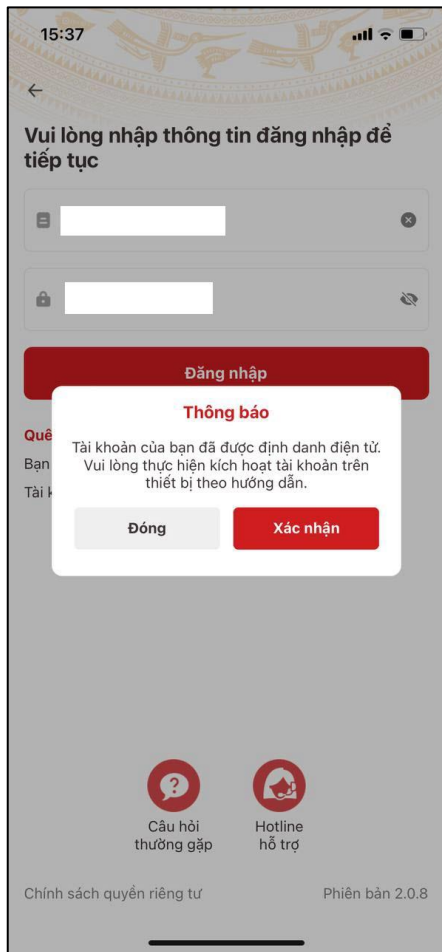 15:37
Vui lòng nhập thông tin đăng nhập để
tiếp tục
Đăng nhập
Thông báo
Quê
Tài khoản của bạn đã được định danh điện tử.
Bạn
Vui lòng thực hiện kích hoạt tài khoản trên
thiết bị theo hướng dẫn.
Tài k
Đóng
Xác nhận
Câu hỏi
thường gặp
Hotline
hỗ trợ
Chính sách quyền riêng tư
Phiên bản 2.0.8